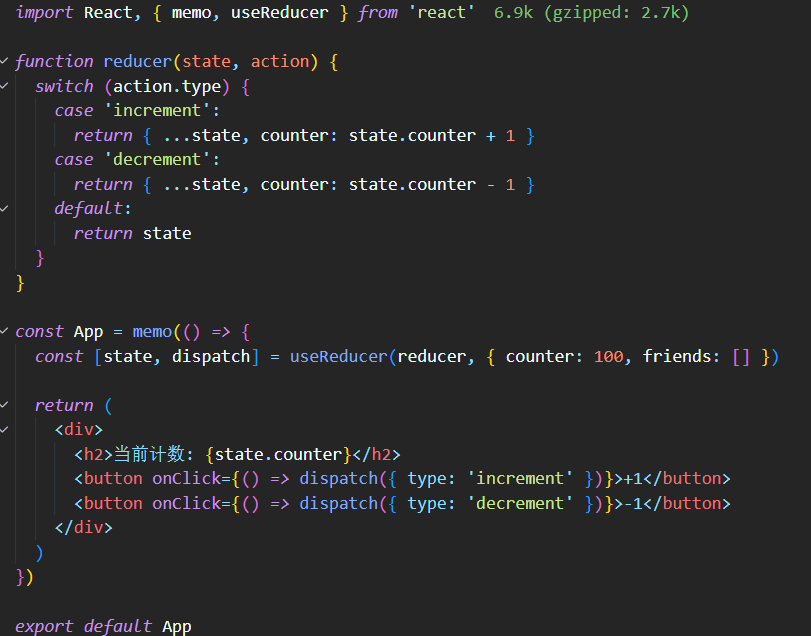 import React, { memo, useReducer } from 'react' 6.9k (gzipped: 2.7k)
function reducer(state, action) {
switch (action.type) {
case 'increment':
return { ...state, counter: state.counter + 1 }
case 'decrement':
return { ...state, counter: state.counter - 1 }
default:
return state
}
}
const App = memo(() => {
const [state, dispatch] = useReducer(reducer, { counter: 100, friends: [] })
return (
<div>
<h2>当前计数: {state.counter}</h2>
<button onClick={() => dispatch({ type: 'increment' })}>+1</button>
<button onClick={() => dispatch({ type: 'decrement' })}>-1</button>
</div>
)
})
export default App